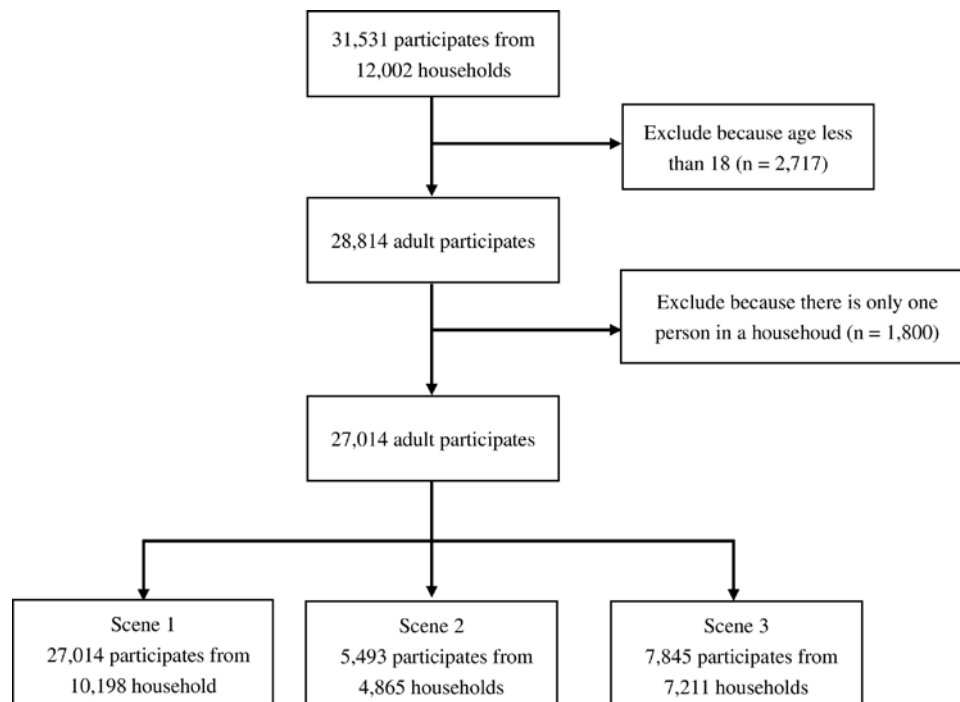 31,531 participates from
12,002 households
Exclude because age less
than 18 (n = 2,717)
28,814 adult participates
Exclude because there is only one
person in a househoud (n = 1,800)
27,014 adult participates
Scene 1
27,014 participates from
10,198 household
Scene 2
5,493 participates from
4,865 households
Scene 3
7,845 participates from
7,211 households